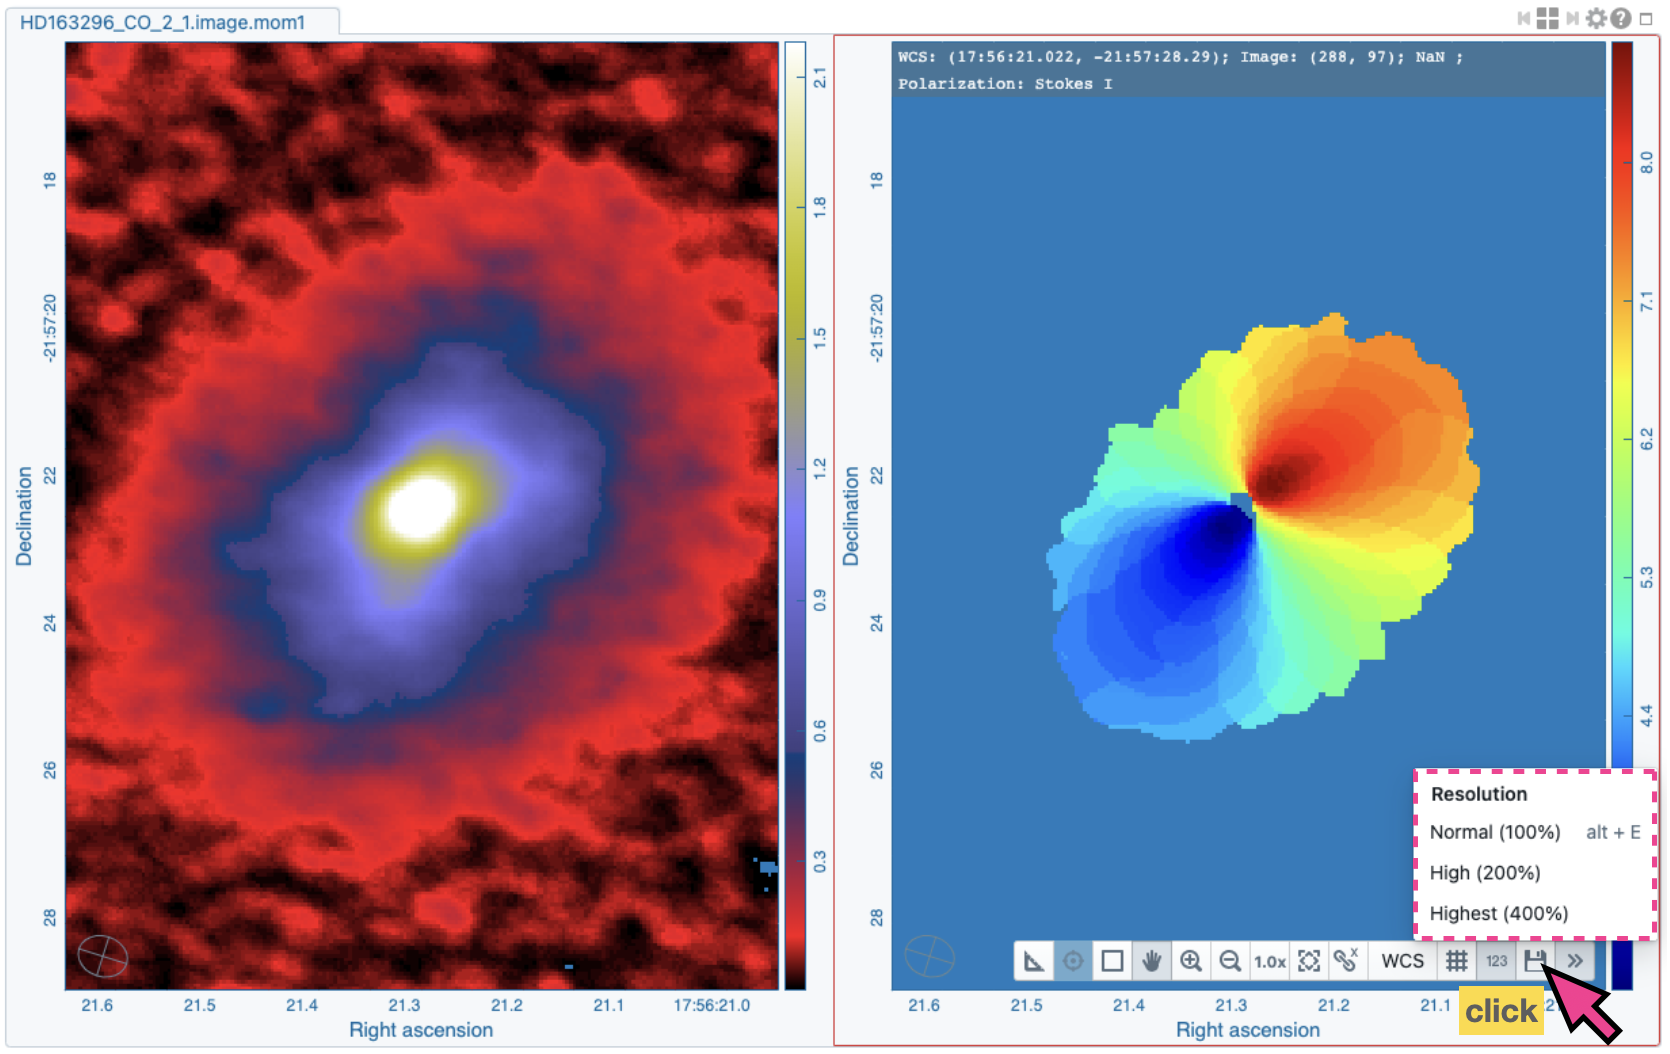 HD163296_CO_2_1.image.mom1
WCS: (17:56:21.022, -21:57:28.29); Image: (288, 97); NaN ;
Polarization: Stokes I
Declination
18
-21:57:20
22
24
26
28
21.6
21.5
21.4
21.3
21.2
21.1
17:56:21.0
Right ascension
2.1
1.8
1.5
1.2
0.9
0.6
0.3
Declination
18
-21:57:20
22
24
26
28
21.6
21.5
21.4
21.3
21.2
21.1
Right ascension
8.0
7.1
6.2
5.3
4.4
Resolution
Normal (100%) alt + E
High (200%)
Highest (400%)
1.0x
X
WCS
123
click